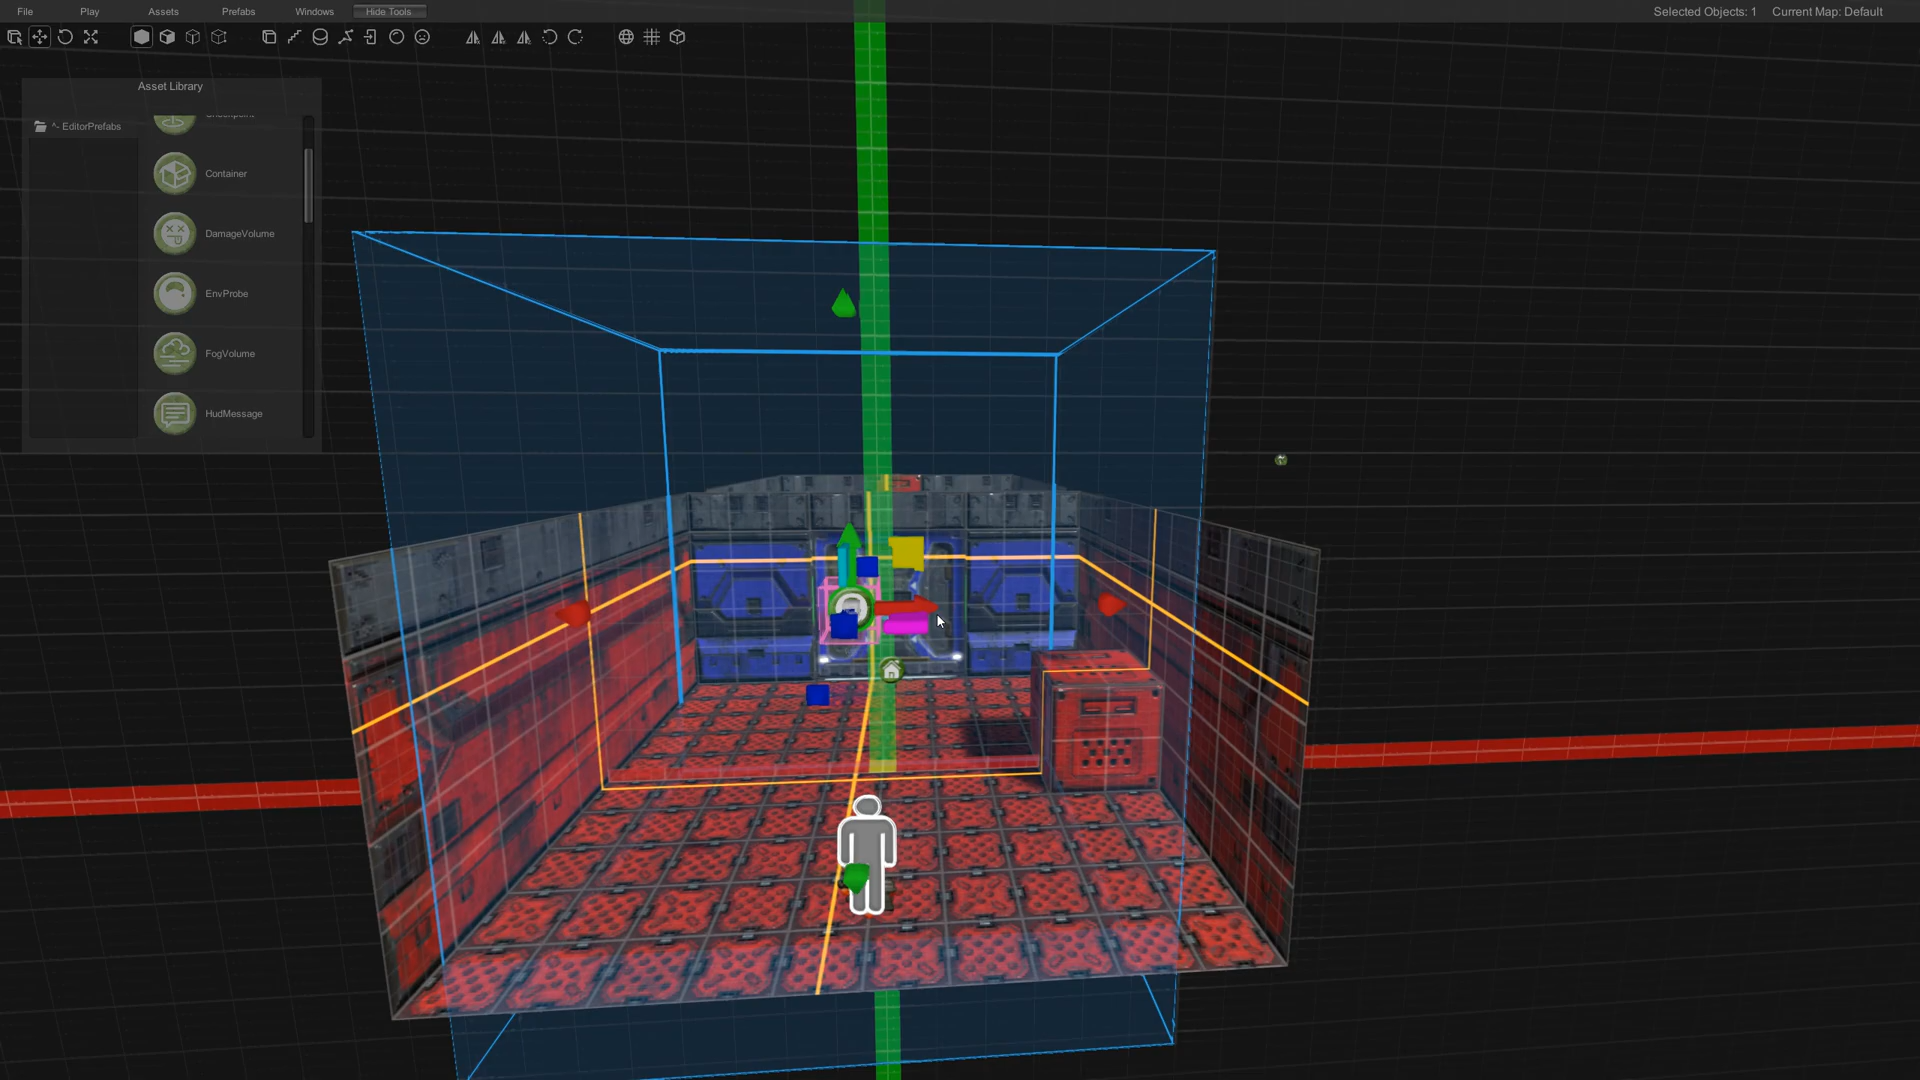 File Play Assets Prefabs Windows Hide Tools Selected Objects: 1 Current Map: Default
Asset Library
^- EditorPrefabs
Container
DamageVolume
EnvProbe
FogVolume
HudMessage